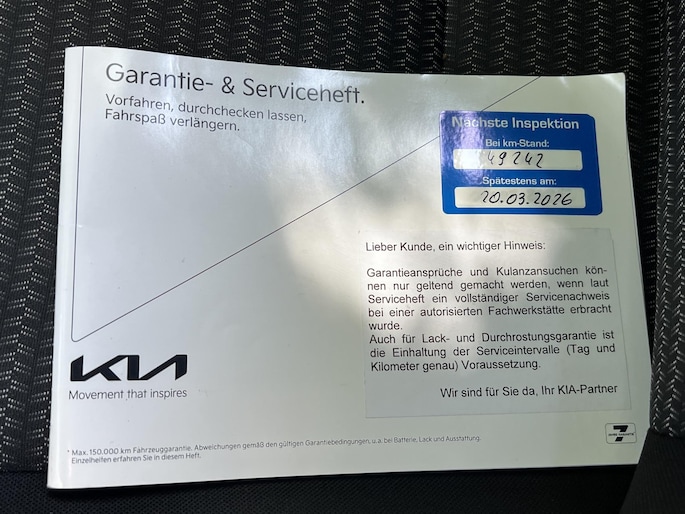 Garantie- & Serviceheft.
Vorfahren, durchchecken lassen,
Fahrspaß verlängern.
Nächste Inspektion
Bei km-Stand:
49242
Spätestens am:
20.03.2026
Lieber Kunde, ein wichtiger Hinweis:
Garantieansprüche und Kulanzansuchen kön-
nen nur geltend gemacht werden, wenn laut
Serviceheft ein vollständiger Servicenachweis
bei einer autorisierten Fachwerkstätte erbracht
wurde.
Auch für Lack- und Durchrostungsgarantie ist
die Einhaltung der Serviceintervalle (Tag und
Kilometer genau) Voraussetzung.
Wir sind für Sie da, Ihr KIA-Partner
KIA
Movement that inspires
* Max. 150.000 km Fahrzeuggarantie. Abweichungen gemäß den gültigen Garantiebedingungen, u.a. bei Batterie, Lack und Ausstattung.
Einzelheiten erfahren Sie in diesem Heft.
7